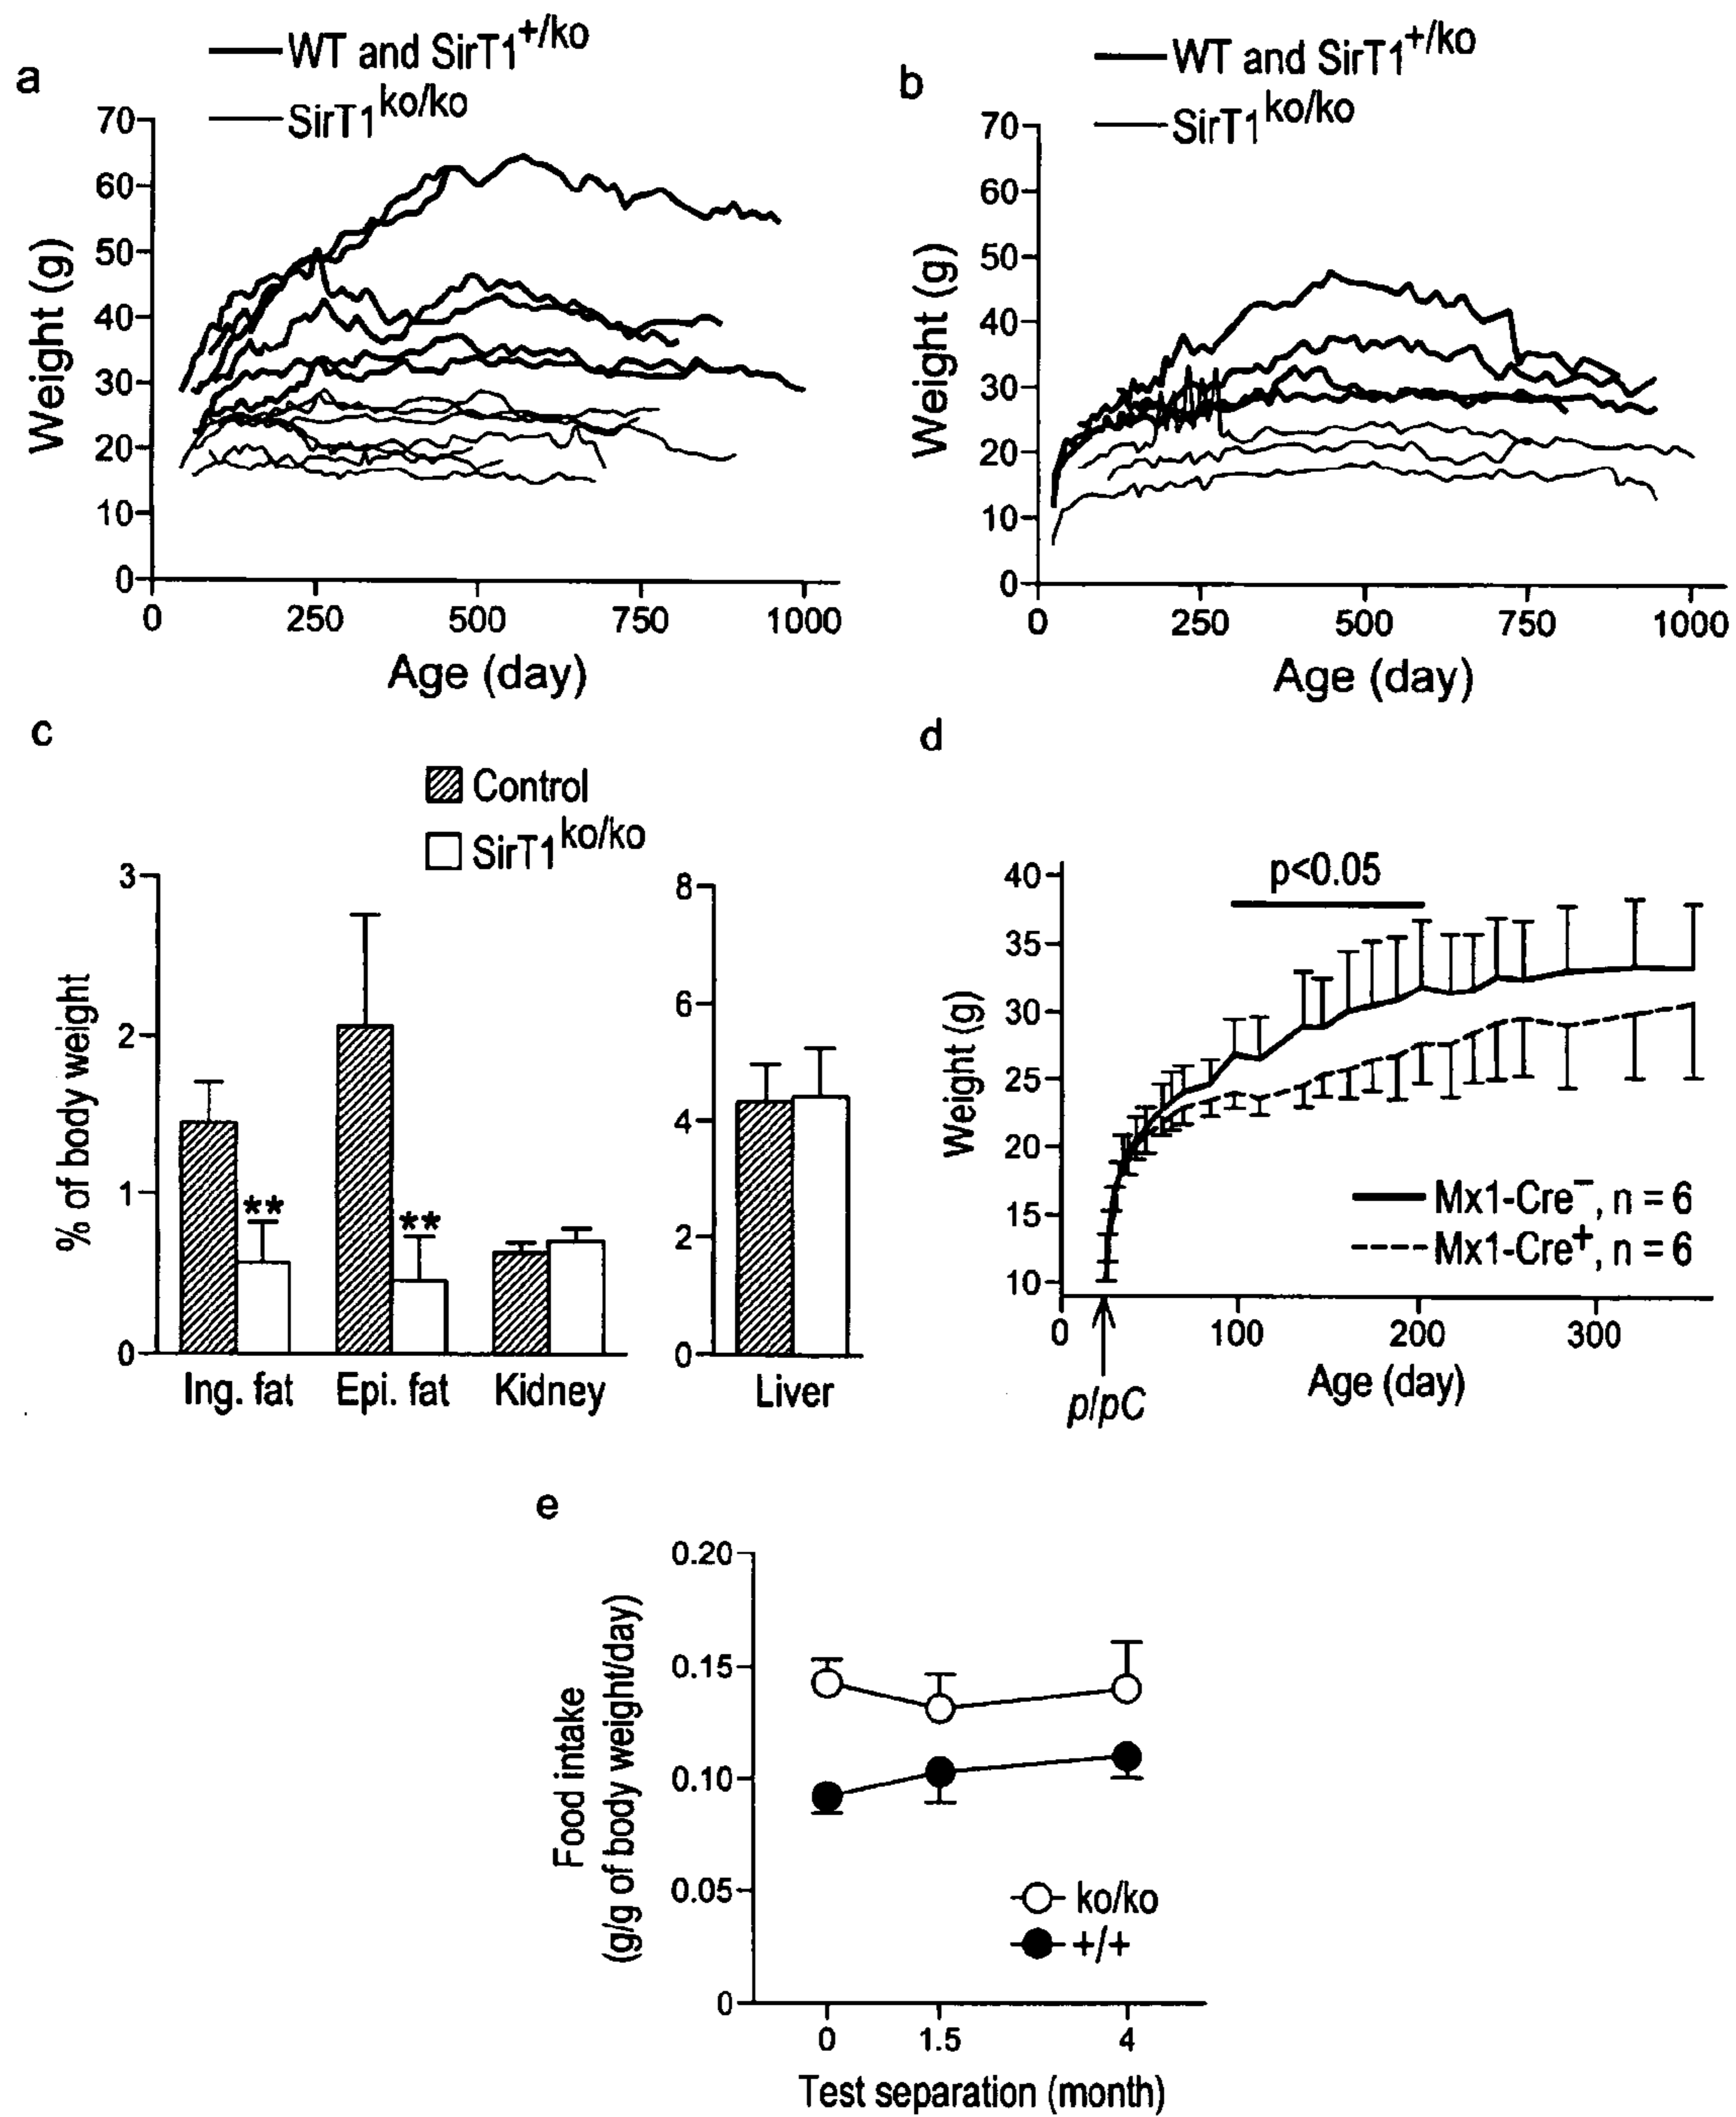 a
WT and SirT1+/ko
SirT1ko/ko
70
60
50
40
30
20
10
0
Weight (g)
0 250 500 750 1000
Age (day)
b
WT and SirT1+/ko
SirT1ko/ko
70
60
50
40
30
20
10
0
Weight (g)
0 250 500 750 1000
Age (day)
c
Control
SirT1ko/ko
3
2
1
0
% of body weight
**
**
Ing. fat Epi. fat Kidney
8
6
4
2
0
Liver
d
p<0.05
40
35
30
25
20
15
10
Weight (g)
Mx1-Cre−, n = 6
Mx1-Cre+, n = 6
0 100 200 300
Age (day)
pIpC
e
0.20
0.15
0.10
0.05
0
Food intake
(g/g of body weight/day)
ko/ko
+/+
0 1.5 4
Test separation (month)